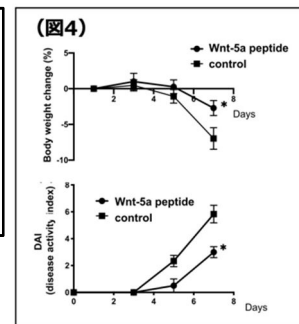 (図4)
Body weight change (%)
5
0
-5
-10
2
4
6
8
Days
Wnt-5a peptide
control
*
DAI
(disease activity index)
8
6
4
2
0
Wnt-5a peptide
control
*
0
2
4
6
8
Days